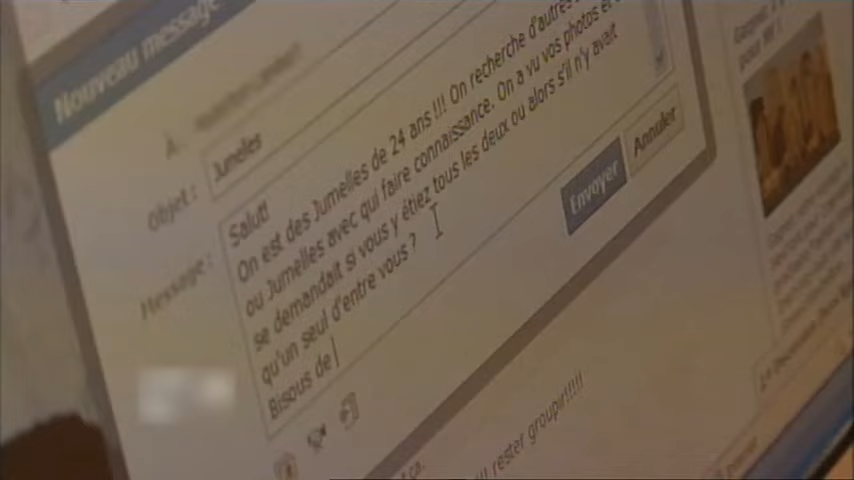 Nouveau message
À
Objet :
Jumeles
Message :
Salut!
On est des Jumelles de 24 ans !!! On recherche d'autres
ou Jumelles avec qui faire connaissance. On a vu vos photos et
se demandait si vous y étiez tous les deux ou alors s'il n'y avait
qu'un seul d'entre vous ?
Bisous de
Envoyer
Annuler
rester groupir!!!!!